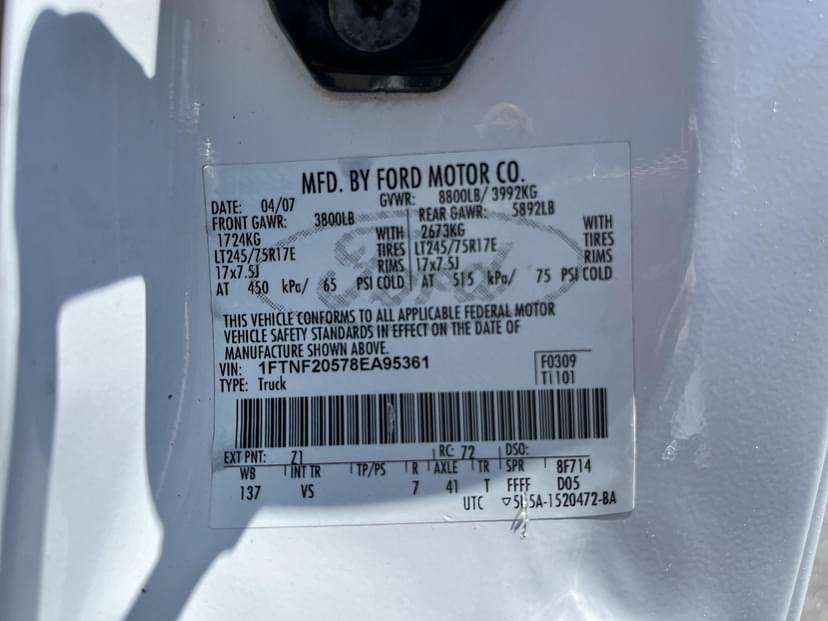 MFD. BY FORD MOTOR CO.
DATE: 04/07 GVWR: 8800LB/ 3992KG
FRONT GAWR: 3800LB REAR GAWR: 5892LB
1724KG WITH 2673KG WITH
LT245/75R17E TIRES LT245/75R17E TIRES
17x7.5J RIMS 17x7.5J RIMS
AT 450 kPa/ 65 PSI COLD AT 515 kPa/ 75 PSI COLD
Ford
THIS VEHICLE CONFORMS TO ALL APPLICABLE FEDERAL MOTOR
VEHICLE SAFETY STANDARDS IN EFFECT ON THE DATE OF
MANUFACTURE SHOWN ABOVE.
VIN: 1FTNF20578EA95361 F0309
TYPE: Truck T1101
EXT PNT: Z1 RC: 72 DSO:
WB INT TR TP/PS R AXLE TR SPR 8F714
137 VS 7 41 T FFFF D05
UTC ▽5U5A-1520472-BA